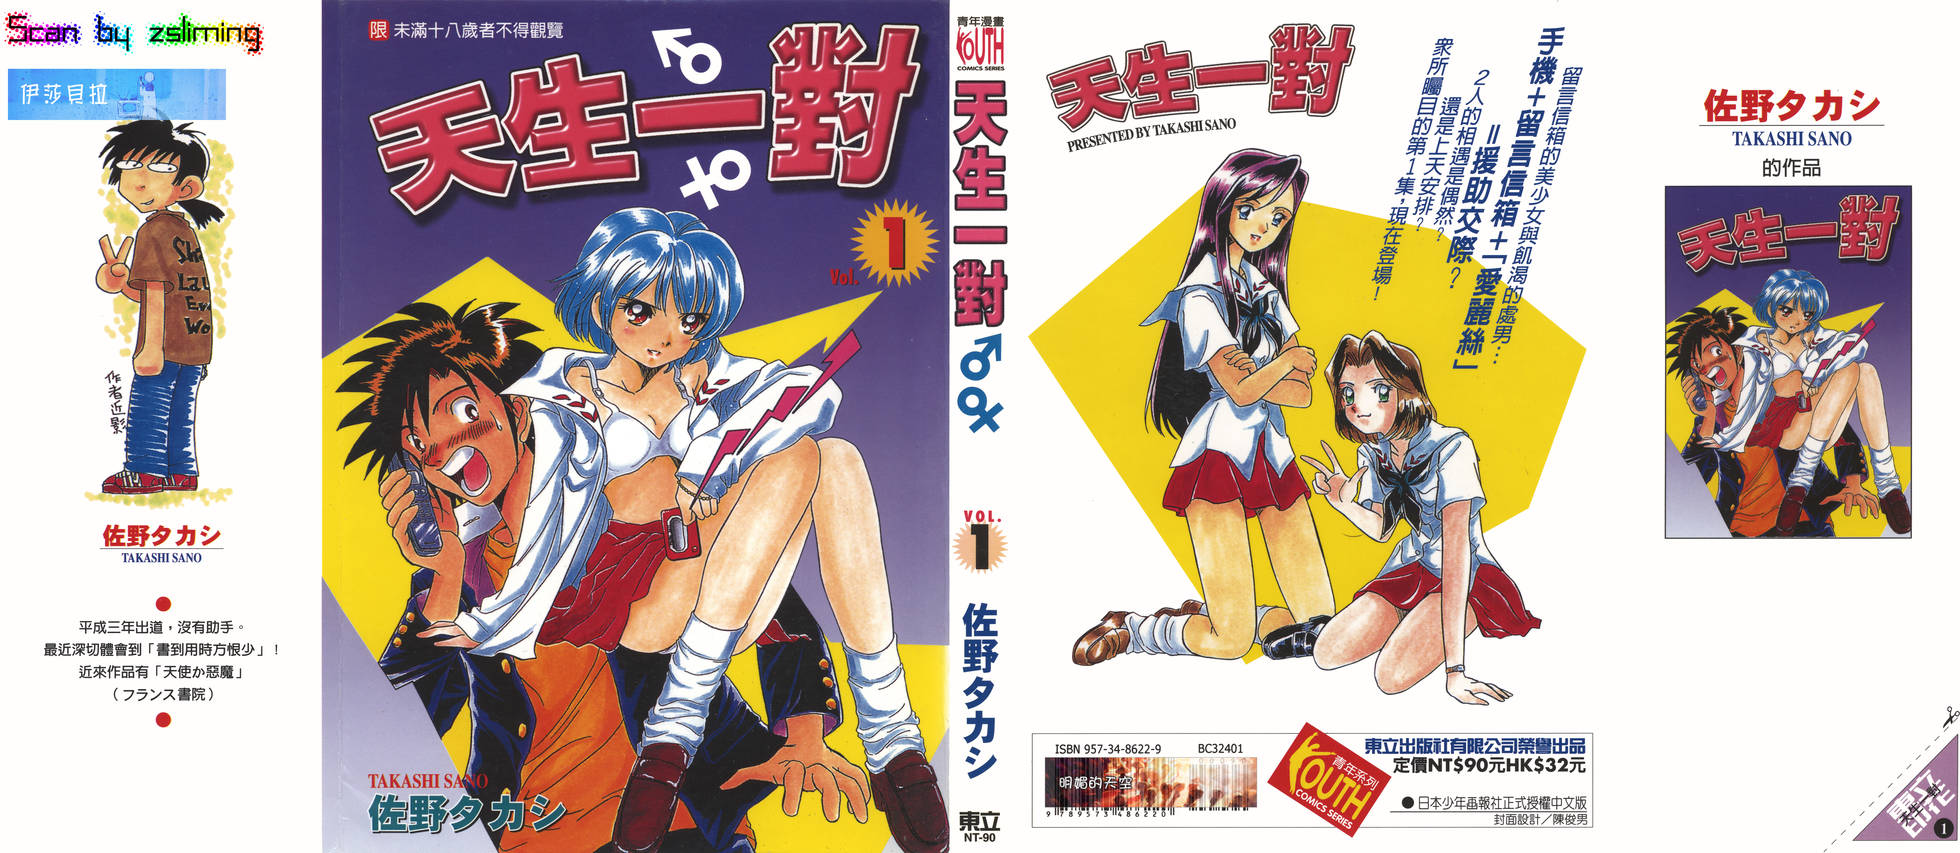 Scan by zsliming
伊莎貝拉
作者近影
佐野タカシ
TAKASHI SANO
平成三年出道，沒有助手。
最近深切體會到「書到用時方恨少」！
近來作品有「天使か惡魔」
（フランス書院）
限 未滿十八歲者不得觀覽
天生一對
Vol. 1
TAKASHI SANO
佐野タカシ
青年漫畫
YOUTH
COMICS SERIES
天生一對
VOL.
1
佐野タカシ
東立
NT-90
天生一對
PRESENTED BY TAKASHI SANO
留言信箱的美少女與飢渴的處男…
手機＋留言信箱＋「愛麗絲」
＝援助交際？
2人的相遇是偶然？
還是上天安排？
眾所矚目的第1集，現在登場！
ISBN 957-34-8622-9
BC32401
明媚的天空
9 789573 486220
青年系列
YOUTH
COMICS SERIES
東立出版社有限公司榮譽出品
定價NT$90元HK$32元
●日本少年画報社正式授權中文版
封面設計／陳俊男
佐野タカシ
TAKASHI SANO
的作品
天生一對
天生一對
1